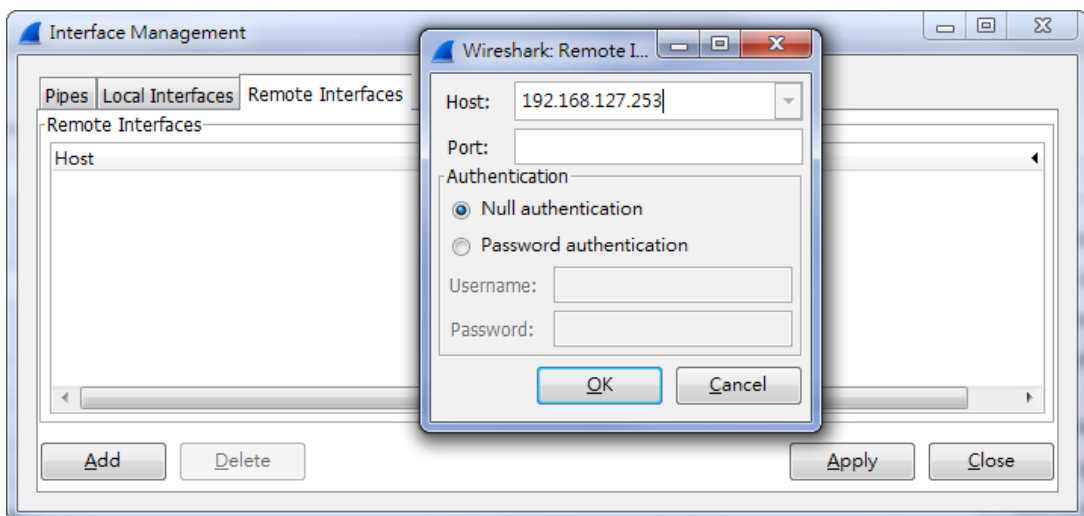 Interface Management
Pipes Local Interfaces Remote Interfaces
Remote Interfaces
Host
Add Delete Apply Close
Wireshark: Remote I...
Host: 192.168.127.253
Port:
Authentication
Null authentication
Password authentication
Username:
Password:
OK Cancel